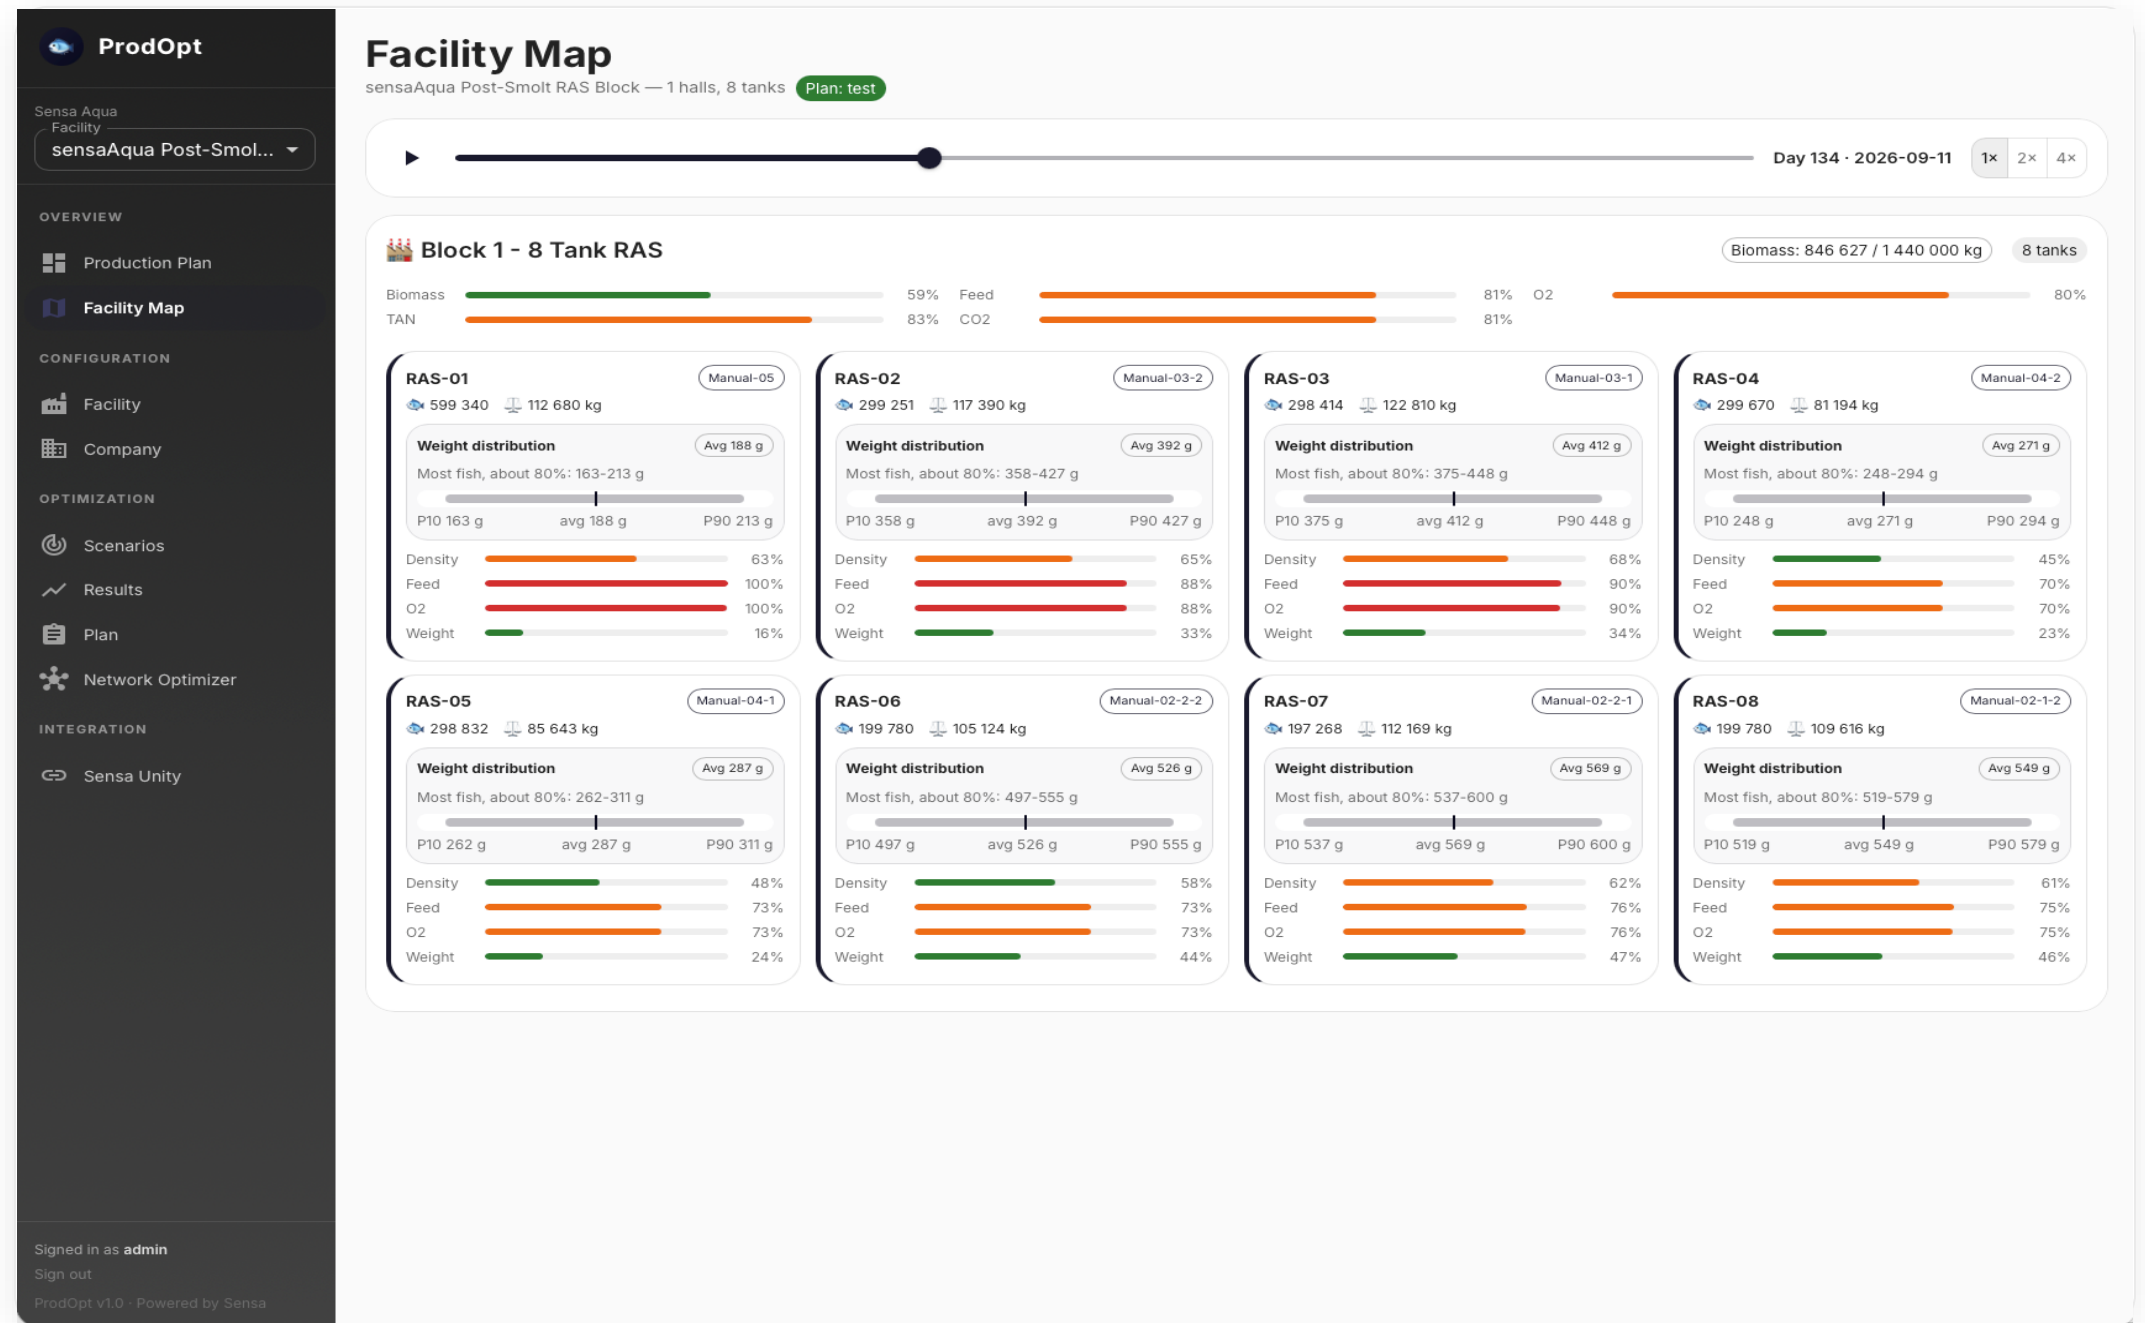 ProdOpt
Sensa Aqua
Facility
sensaAqua Post-Smol...
OVERVIEW
Production Plan
Facility Map
CONFIGURATION
Facility
Company
OPTIMIZATION
Scenarios
Results
Plan
Network Optimizer
INTEGRATION
Sensa Unity
Signed in as admin
Sign out
ProdOpt v1.0 · Powered by Sensa
Facility Map
sensaAqua Post-Smolt RAS Block — 1 halls, 8 tanks Plan: test
Day 134 · 2026-09-11 1× 2× 4×
Block 1 - 8 Tank RAS Biomass: 846 627 / 1 440 000 kg 8 tanks
Biomass 59% Feed 81% O2 80%
TAN 83% CO2 81%
RAS-01 Manual-05
599 340 112 680 kg
Weight distribution Avg 188 g
Most fish, about 80%: 163-213 g
P10 163 g avg 188 g P90 213 g
Density 63%
Feed 100%
O2 100%
Weight 16%
RAS-02 Manual-03-2
299 251 117 390 kg
Weight distribution Avg 392 g
Most fish, about 80%: 358-427 g
P10 358 g avg 392 g P90 427 g
Density 65%
Feed 88%
O2 88%
Weight 33%
RAS-03 Manual-03-1
298 414 122 810 kg
Weight distribution Avg 412 g
Most fish, about 80%: 375-448 g
P10 375 g avg 412 g P90 448 g
Density 68%
Feed 90%
O2 90%
Weight 34%
RAS-04 Manual-04-2
299 670 81 194 kg
Weight distribution Avg 271 g
Most fish, about 80%: 248-294 g
P10 248 g avg 271 g P90 294 g
Density 45%
Feed 70%
O2 70%
Weight 23%
RAS-05 Manual-04-1
298 832 85 643 kg
Weight distribution Avg 287 g
Most fish, about 80%: 262-311 g
P10 262 g avg 287 g P90 311 g
Density 48%
Feed 73%
O2 73%
Weight 24%
RAS-06 Manual-02-2-2
199 780 105 124 kg
Weight distribution Avg 526 g
Most fish, about 80%: 497-555 g
P10 497 g avg 526 g P90 555 g
Density 58%
Feed 73%
O2 73%
Weight 44%
RAS-07 Manual-02-2-1
197 268 112 169 kg
Weight distribution Avg 569 g
Most fish, about 80%: 537-600 g
P10 537 g avg 569 g P90 600 g
Density 62%
Feed 76%
O2 76%
Weight 47%
RAS-08 Manual-02-1-2
199 780 109 616 kg
Weight distribution Avg 549 g
Most fish, about 80%: 519-579 g
P10 519 g avg 549 g P90 579 g
Density 61%
Feed 75%
O2 75%
Weight 46%